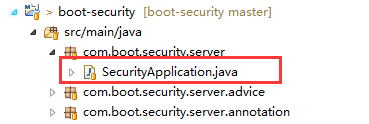 > boot-security [boot-security master]
src/main/java
com.boot.security.server
SecurityApplication.java
com.boot.security.server.advice
com.boot.security.server.annotation